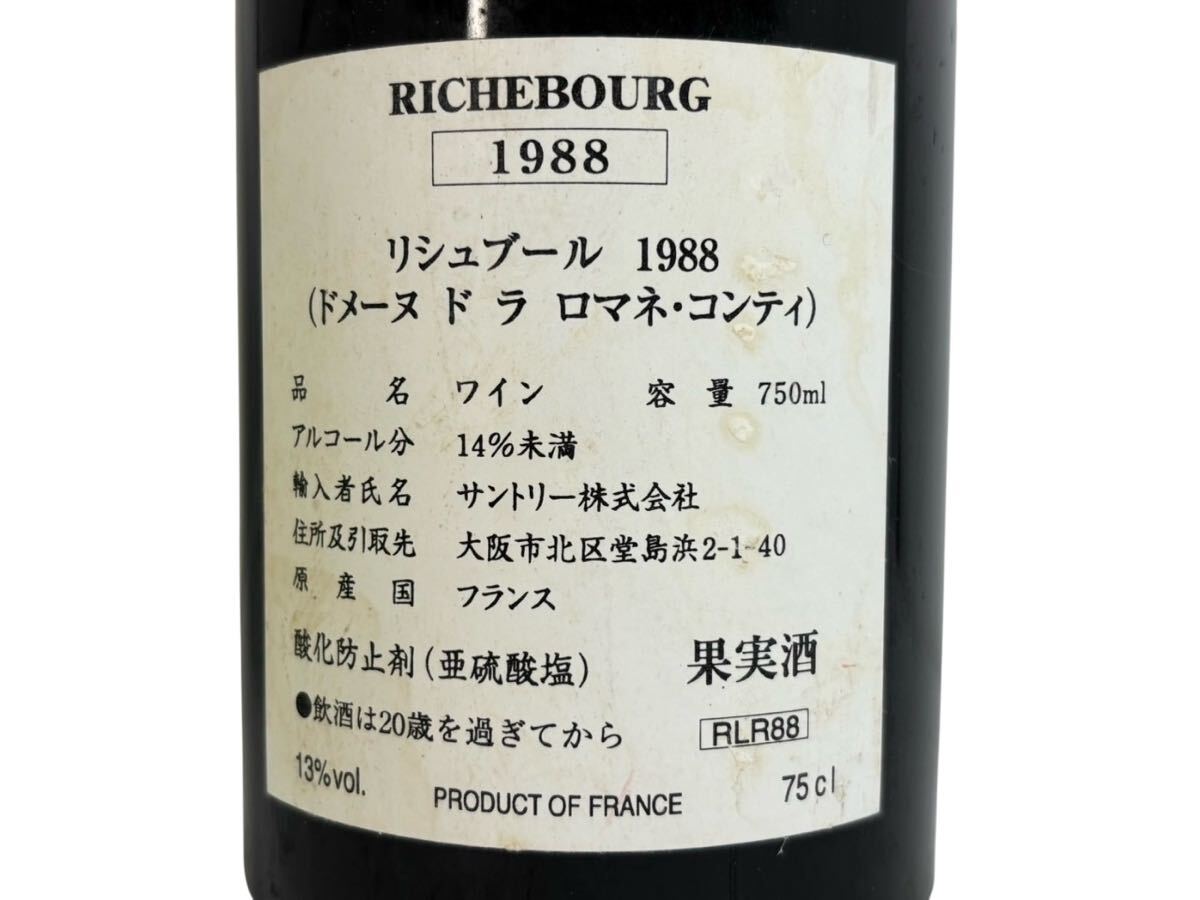 RICHEBOURG
1988
リシュブール 1988
(ドメーヌ ド ラ ロマネ・コンティ)
品名 ワイン 容量 750ml
アルコール分 14%未満
輸入者氏名 サントリー株式会社
住所及引取先 大阪市北区堂島浜2-1-40
原産国 フランス
酸化防止剤(亜硫酸塩) 果実酒
●飲酒は20歳を過ぎてから RLR88
13%vol. PRODUCT OF FRANCE 75cl